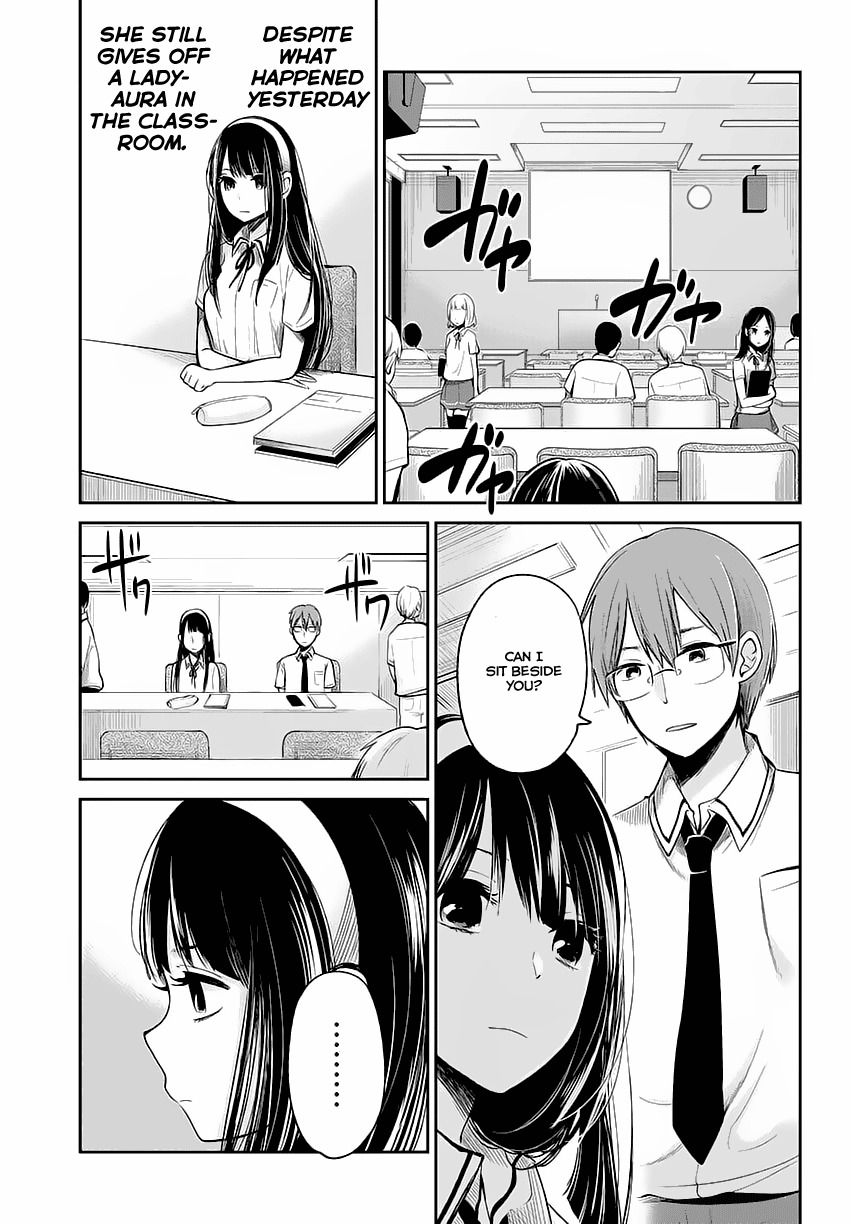 ガヤ
ガヤ
ガヤ
DESPITE
WHAT
HAPPENED
YESTERDAY
SHE STILL
GIVES OFF
A LADY-
AURA IN
THE CLASS-
ROOM.
CAN I
SIT BESIDE
YOU?
ザワ
ザワ
.........